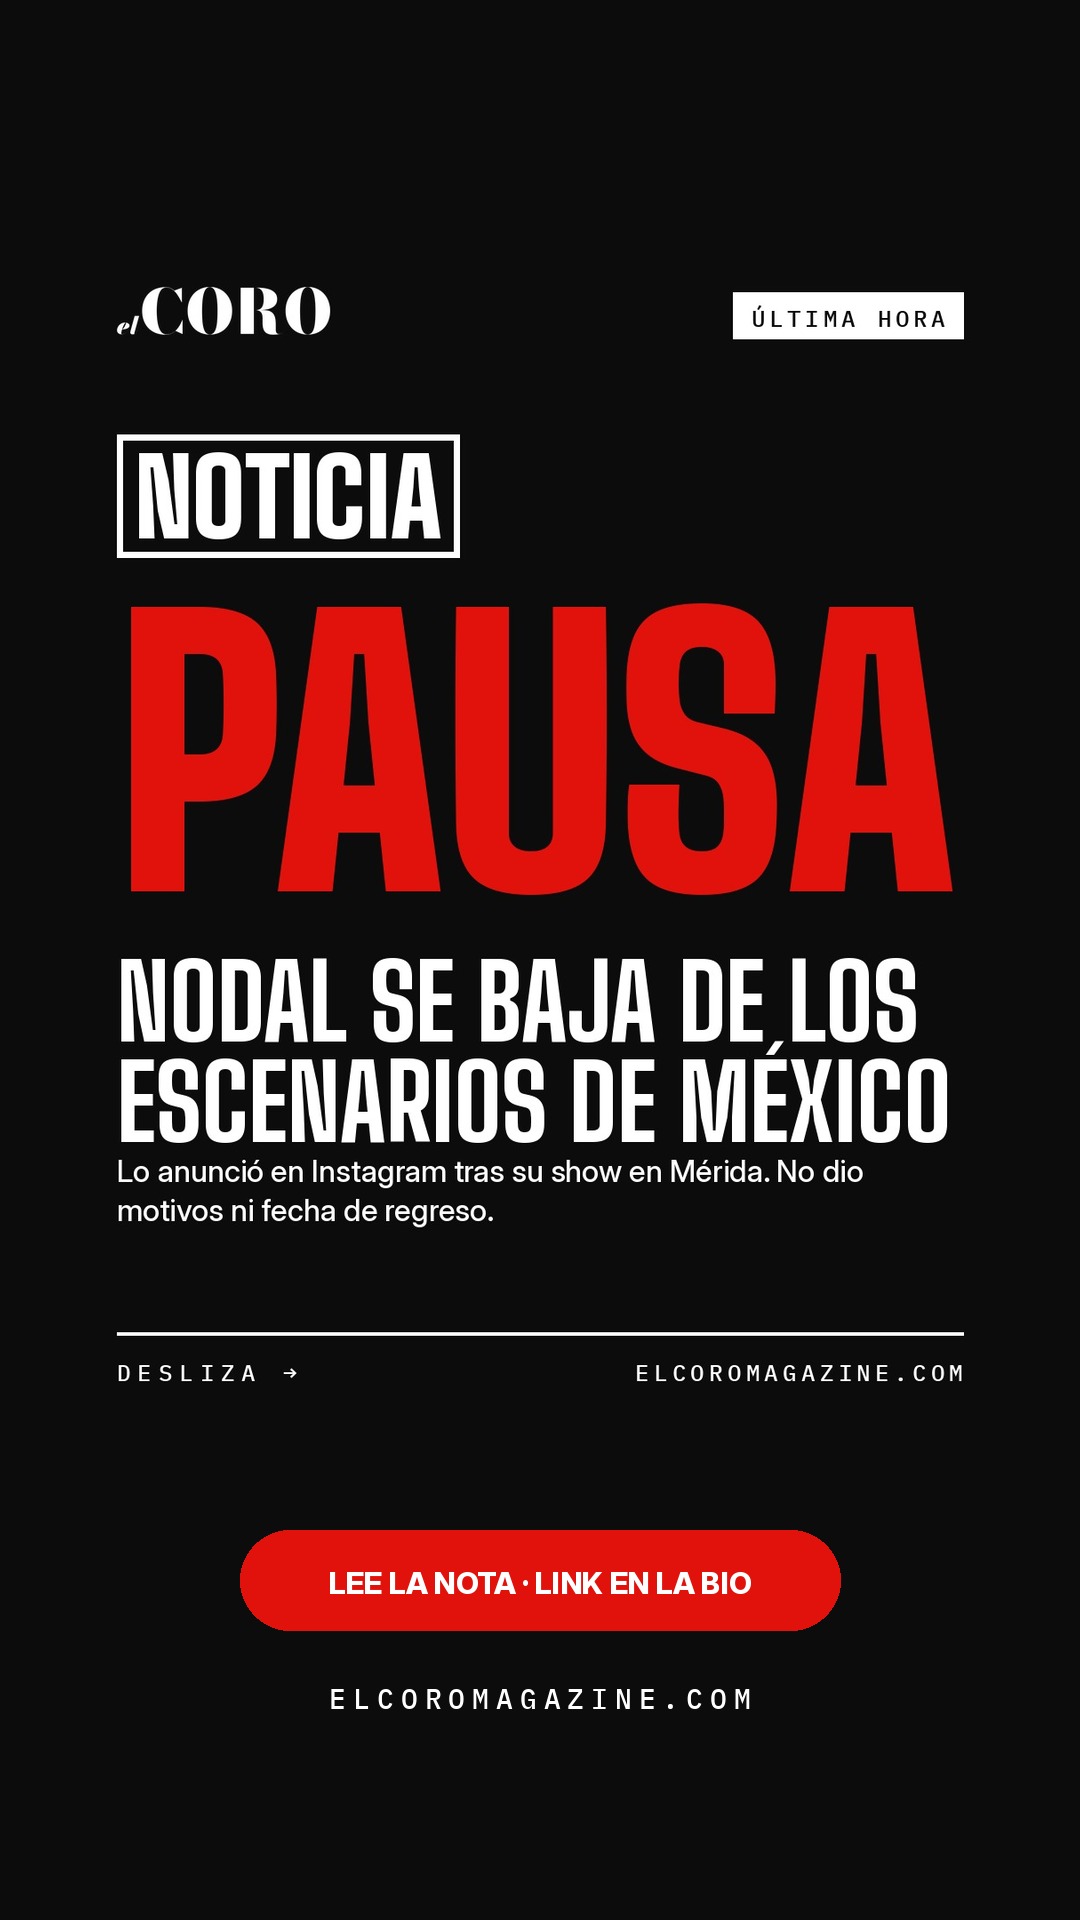 el CORO
ÚLTIMA HORA
NOTICIA
PAUSA
NODAL SE BAJA DE LOS
ESCENARIOS DE MÉXICO
Lo anunció en Instagram tras su show en Mérida. No dio
motivos ni fecha de regreso.
DESLIZA →
ELCOROMAGAZINE.COM
LEE LA NOTA · LINK EN LA BIO
ELCOROMAGAZINE.COM